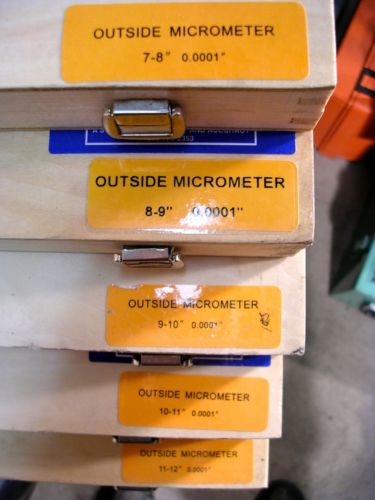 OUTSIDE MICROMETER
7-8" 0.0001"
OUTSIDE MICROMETER
8-9" 0.0001"
OUTSIDE MICROMETER
9-10" 0.0001"
OUTSIDE MICROMETER
10-11" 0.0001"
OUTSIDE MICROMETER
11-12" 0.0001"